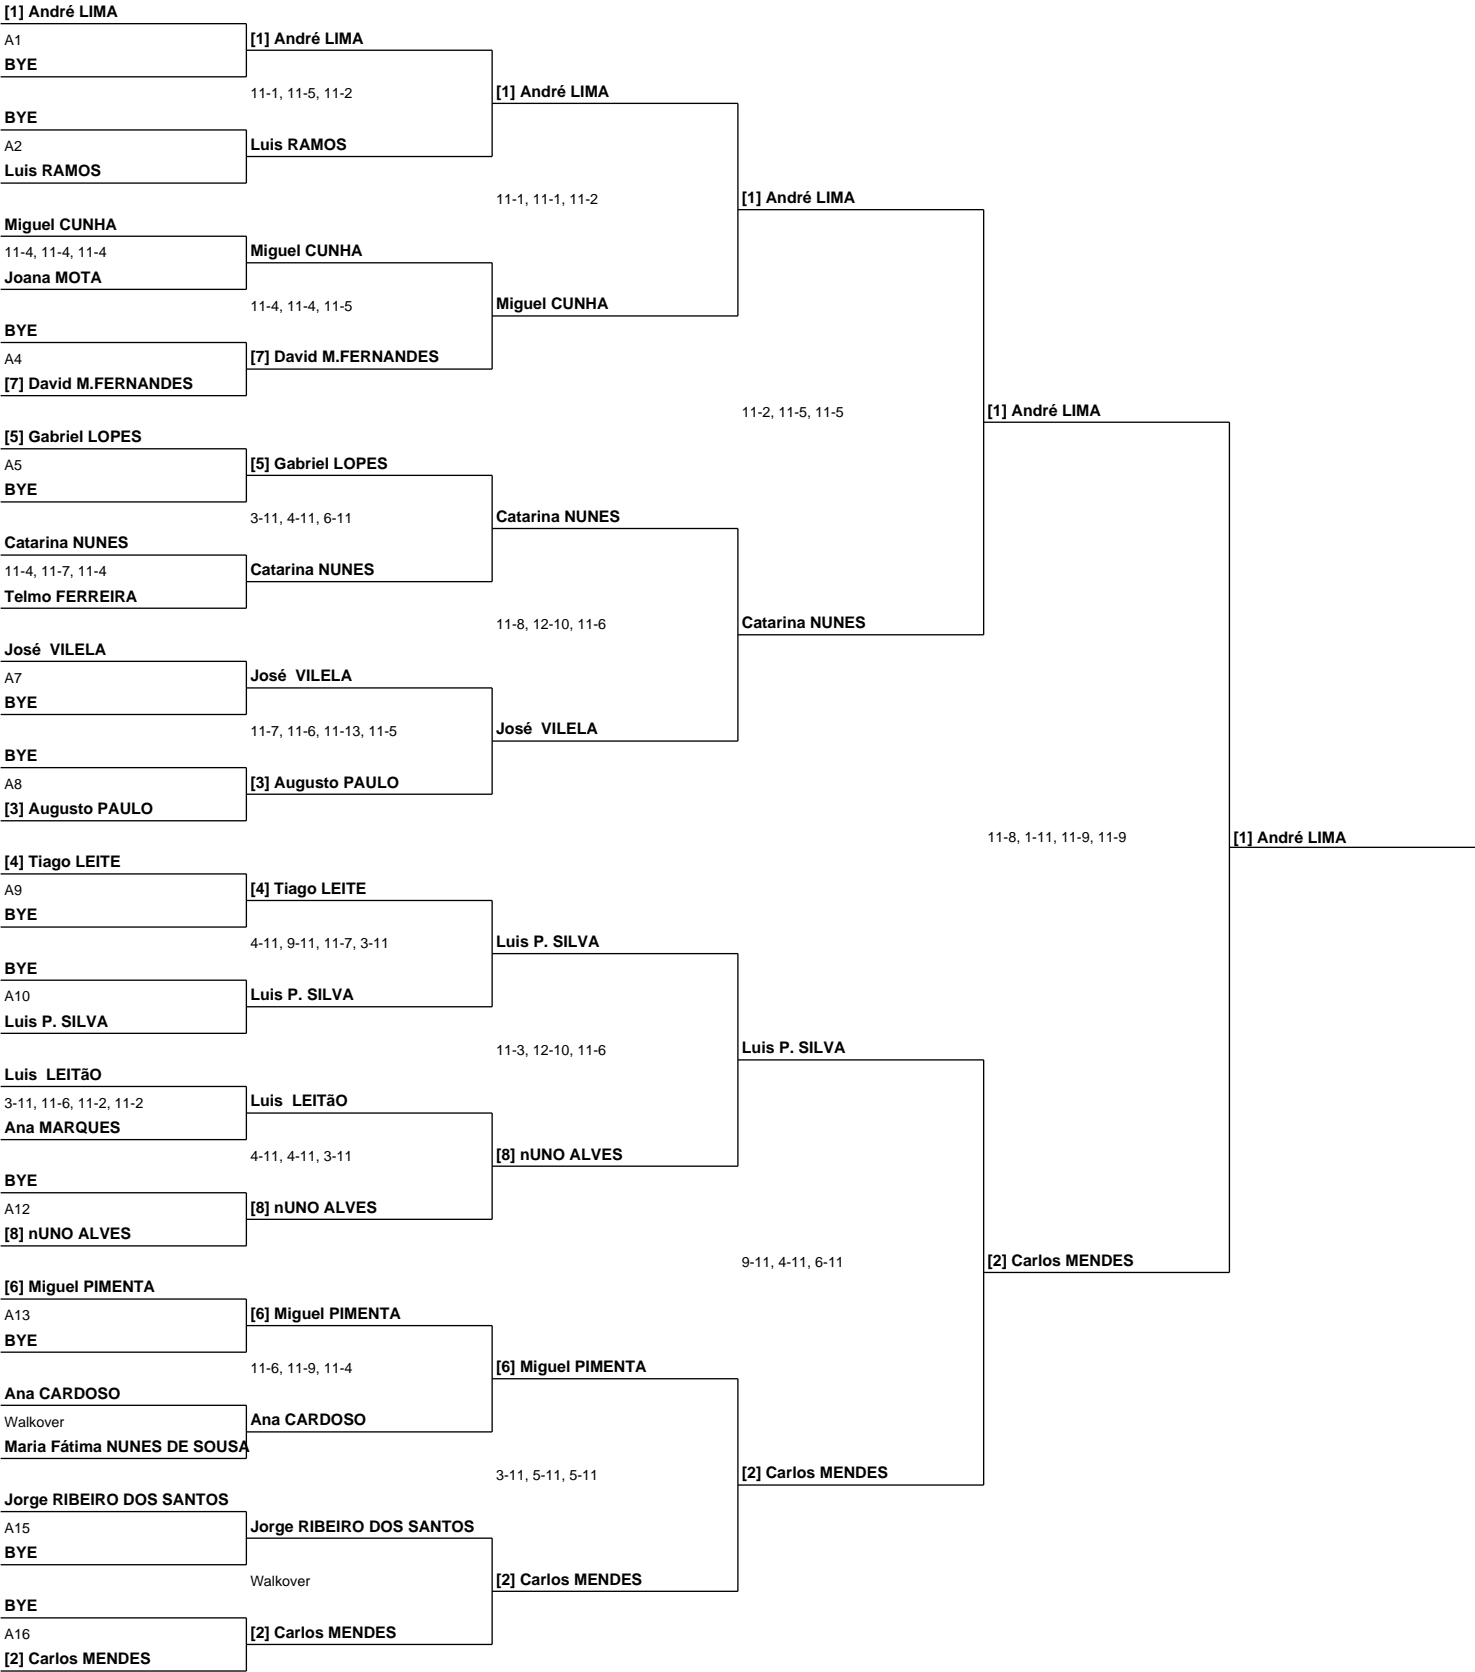 [1] André LIMA
A1
[1] André LIMA
BYE
11-1, 11-5, 11-2
[1] André LIMA
BYE
A2
Luis RAMOS
Luis RAMOS
11-1, 11-1, 11-2
[1] André LIMA
Miguel CUNHA
11-4, 11-4, 11-4
Miguel CUNHA
Joana MOTA
11-4, 11-4, 11-5
Miguel CUNHA
BYE
A4
[7] David M.FERNANDES
[7] David M.FERNANDES
11-2, 11-5, 11-5
[1] André LIMA
[5] Gabriel LOPES
A5
[5] Gabriel LOPES
BYE
3-11, 4-11, 6-11
Catarina NUNES
Catarina NUNES
11-4, 11-7, 11-4
Catarina NUNES
Telmo FERREIRA
11-8, 12-10, 11-6
Catarina NUNES
José  VILELA
A7
José  VILELA
BYE
11-7, 11-6, 11-13, 11-5
José  VILELA
BYE
A8
[3] Augusto PAULO
[3] Augusto PAULO
11-8, 1-11, 11-9, 11-9
[1] André LIMA
[4] Tiago LEITE
A9
[4] Tiago LEITE
BYE
4-11, 9-11, 11-7, 3-11
Luis P. SILVA
BYE
A10
Luis P. SILVA
Luis P. SILVA
11-3, 12-10, 11-6
Luis P. SILVA
Luis  LEITãO
3-11, 11-6, 11-2, 11-2
Luis  LEITãO
Ana MARQUES
4-11, 4-11, 3-11
[8] nUNO ALVES
BYE
A12
[8] nUNO ALVES
[8] nUNO ALVES
9-11, 4-11, 6-11
[2] Carlos MENDES
[6] Miguel PIMENTA
A13
[6] Miguel PIMENTA
BYE
11-6, 11-9, 11-4
[6] Miguel PIMENTA
Ana CARDOSO
Walkover
Ana CARDOSO
Maria Fátima NUNES DE SOUSA
3-11, 5-11, 5-11
[2] Carlos MENDES
Jorge RIBEIRO DOS SANTOS
A15
Jorge RIBEIRO DOS SANTOS
BYE
Walkover
[2] Carlos MENDES
BYE
A16
[2] Carlos MENDES
[2] Carlos MENDES